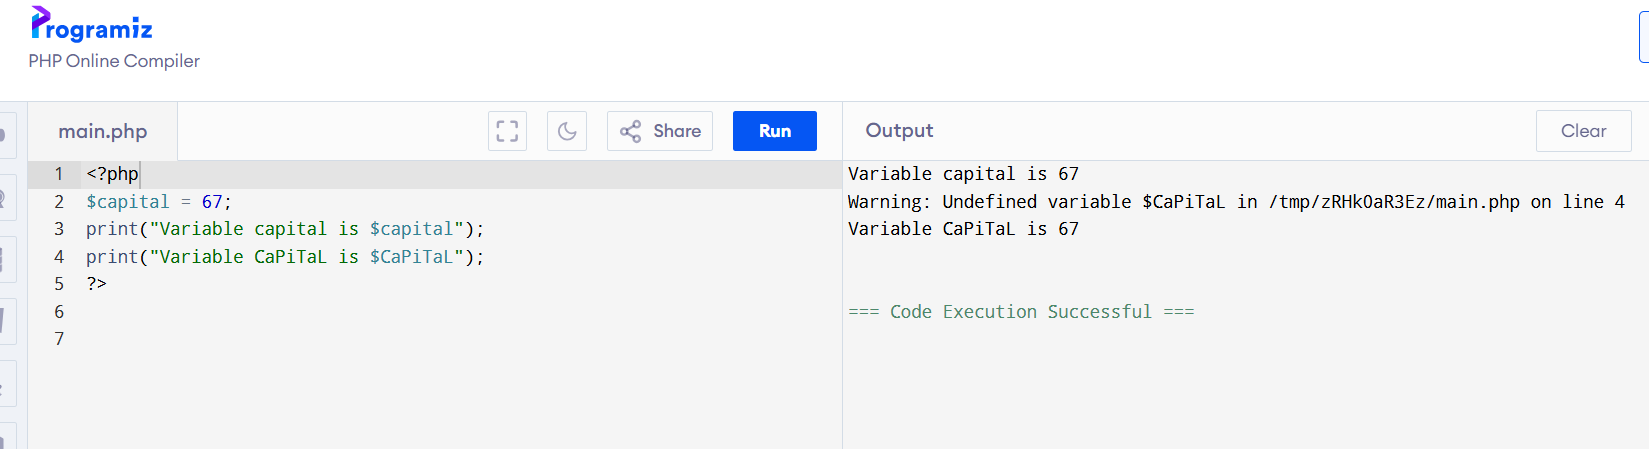 Programiz
PHP Online Compiler
main.php
Share
Run
Output
Clear
1 <?php
2 $capital = 67;
3 print("Variable capital is $capital");
4 print("Variable CaPiTaL is $CaPiTaL");
5 ?>
6
7
Variable capital is 67
Warning: Undefined variable $CaPiTaL in /tmp/zRHk0aR3Ez/main.php on line 4
Variable CaPiTaL is 67
=== Code Execution Successful ===